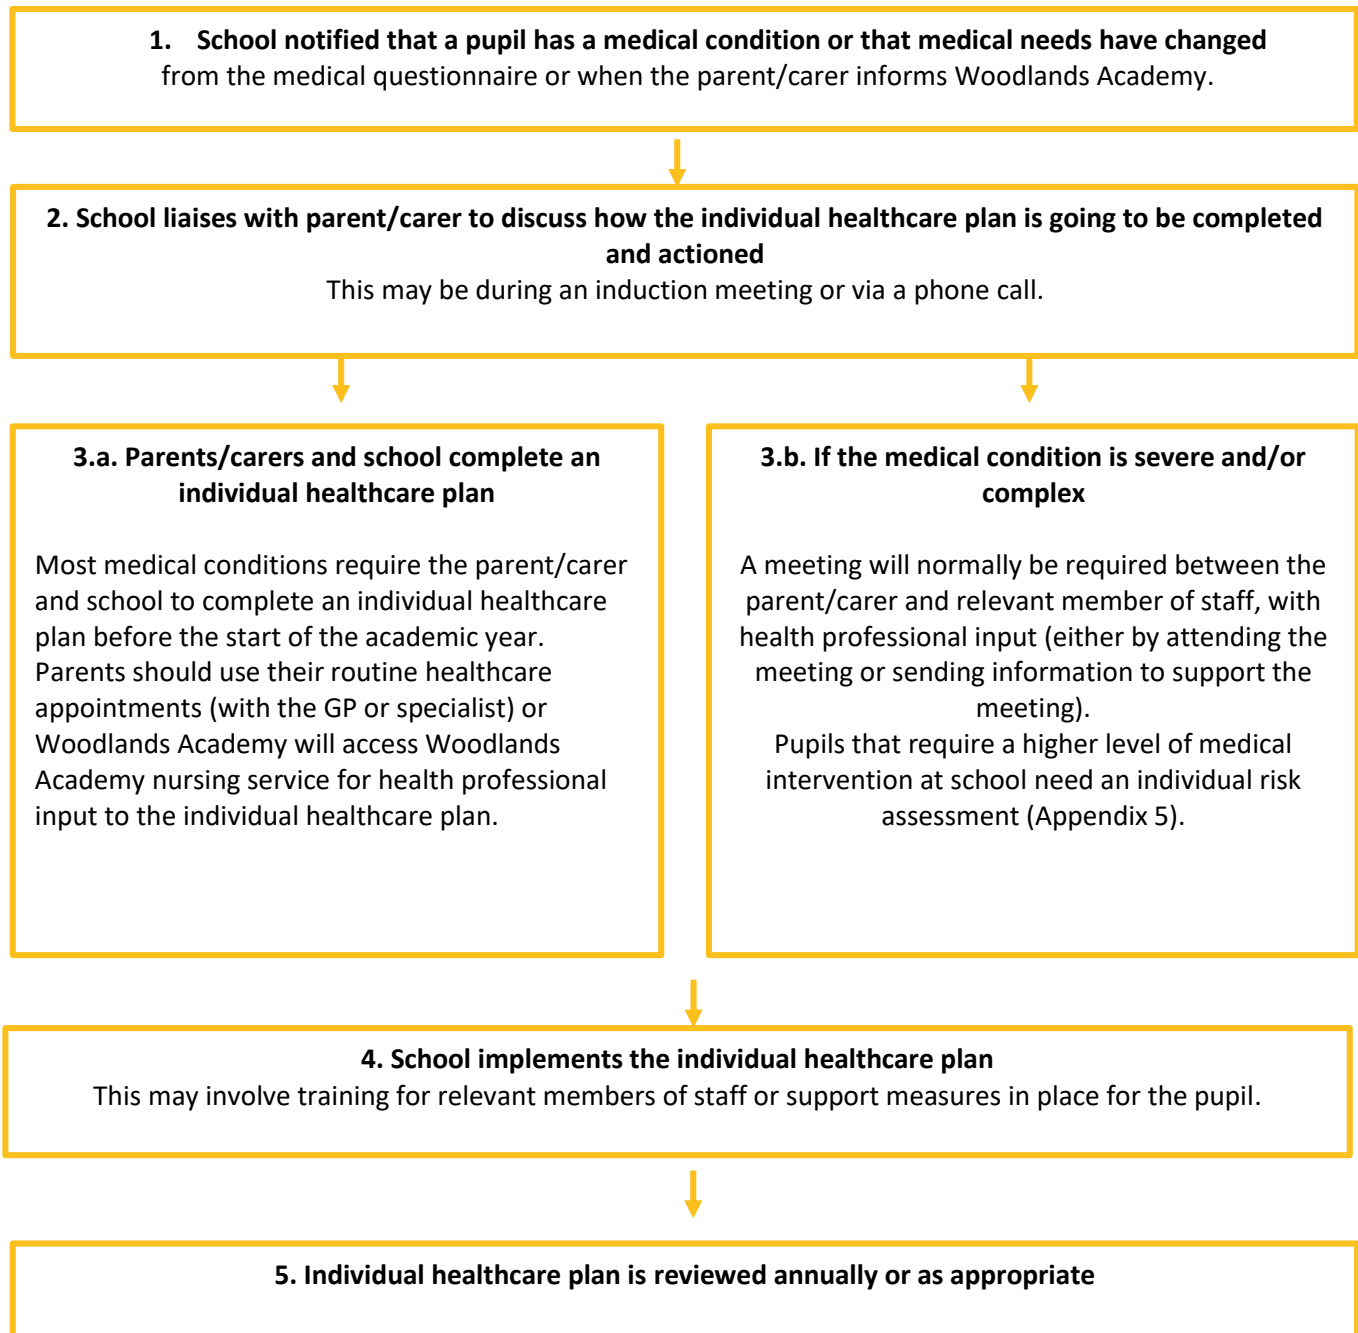 1. School notified that a pupil has a medical condition or that medical needs have changed
from the medical questionnaire or when the parent/carer informs Woodlands Academy.
2. School liaises with parent/carer to discuss how the individual healthcare plan is going to be completed
and actioned
This may be during an induction meeting or via a phone call.
3.a. Parents/carers and school complete an
individual healthcare plan
Most medical conditions require the parent/carer
and school to complete an individual healthcare
plan before the start of the academic year.
Parents should use their routine healthcare
appointments (with the GP or specialist) or
Woodlands Academy will access Woodlands
Academy nursing service for health professional
input to the individual healthcare plan.
3.b. If the medical condition is severe and/or
complex
A meeting will normally be required between the
parent/carer and relevant member of staff, with
health professional input (either by attending the
meeting or sending information to support the
meeting).
Pupils that require a higher level of medical
intervention at school need an individual risk
assessment (Appendix 5).
4. School implements the individual healthcare plan
This may involve training for relevant members of staff or support measures in place for the pupil.
5. Individual healthcare plan is reviewed annually or as appropriate